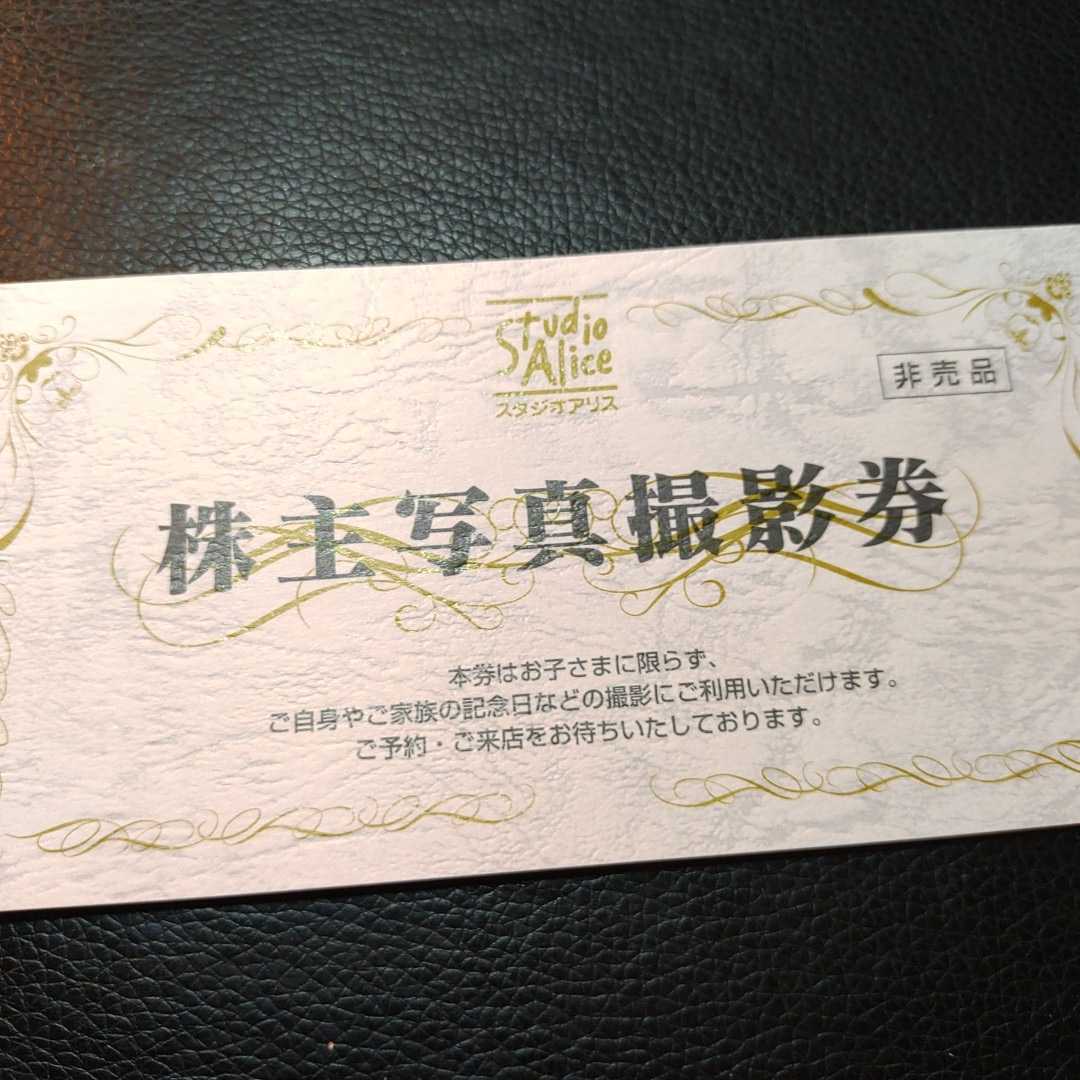 Studio
Alice
スタジオアリス
非売品
株主写真撮影券
本券はお子さまに限らず、
ご自身やご家族の記念日などの撮影にご利用いただけます。
ご予約・ご来店をお待ちいたしております。